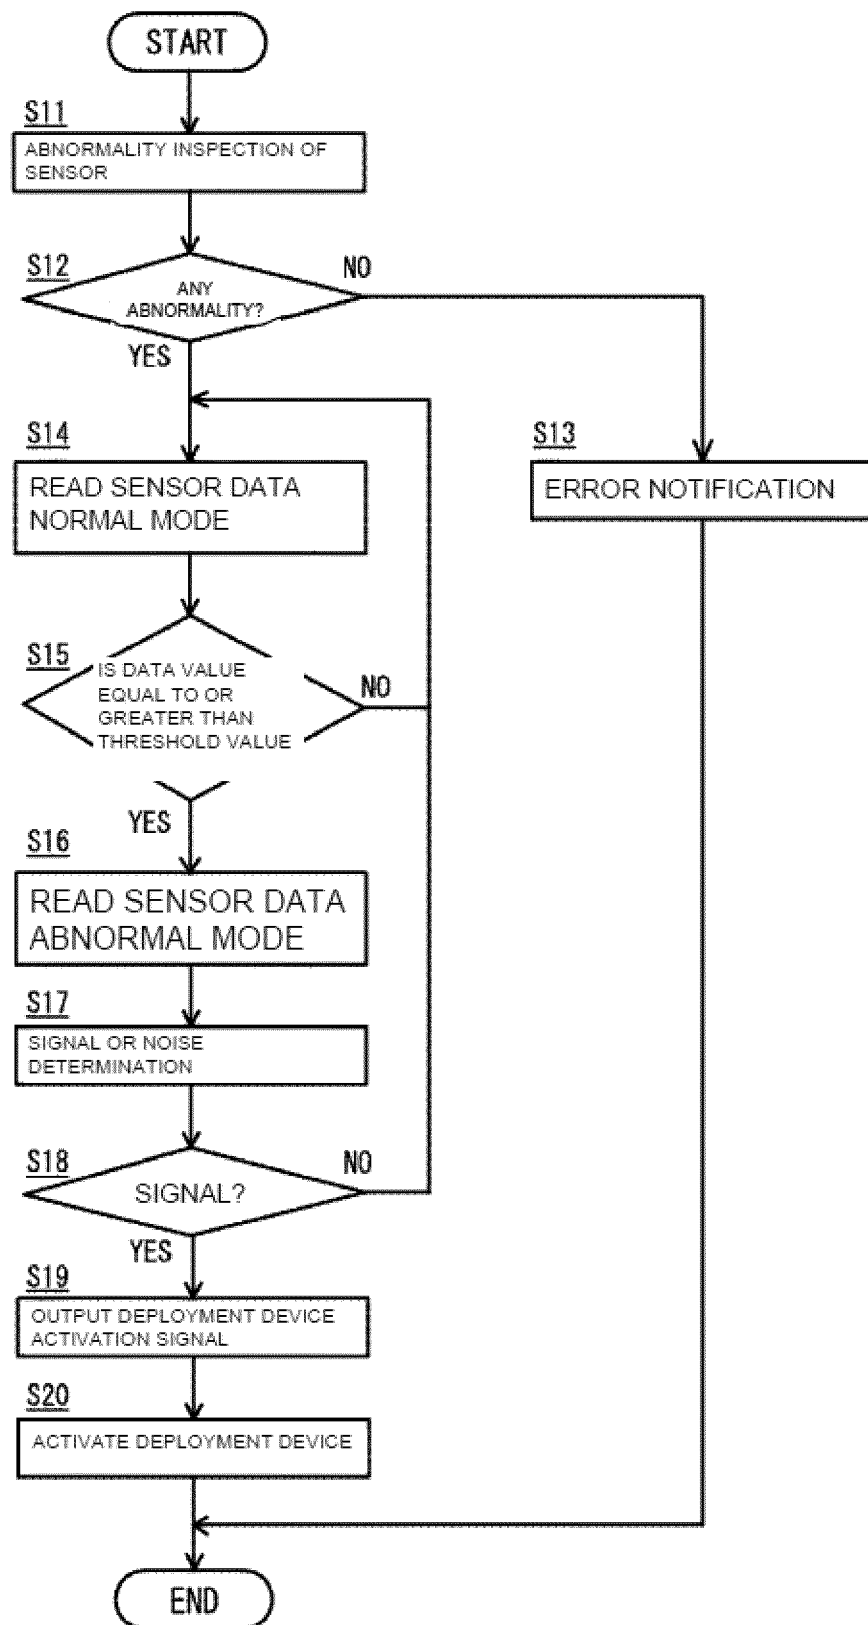 START
S11
ABNORMALITY INSPECTION OF
SENSOR
S12
NO
ANY
ABNORMALITY?
YES
S14
S13
READ SENSOR DATA
NORMAL MODE
ERROR NOTIFICATION
S15
IS DATA VALUE
EQUAL TO OR
GREATER THAN
THRESHOLD VALUE
NO
YES
S16
READ SENSOR DATA
ABNORMAL MODE
S17
SIGNAL OR NOISE
DETERMINATION
S18
NO
SIGNAL?
YES
S19
OUTPUT DEPLOYMENT DEVICE
ACTIVATION SIGNAL
S20
ACTIVATE DEPLOYMENT DEVICE
END